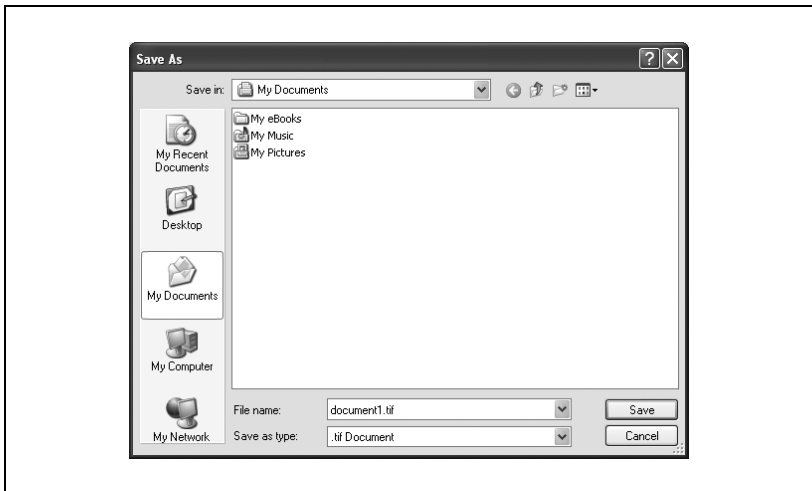 Save As
Save in:
My Documents
My Recent
Documents
Desktop
My Documents
My Computer
My Network
My eBooks
My Music
My Pictures
File name:
document1.tif
Save
Save as type:
.tif Document
Cancel